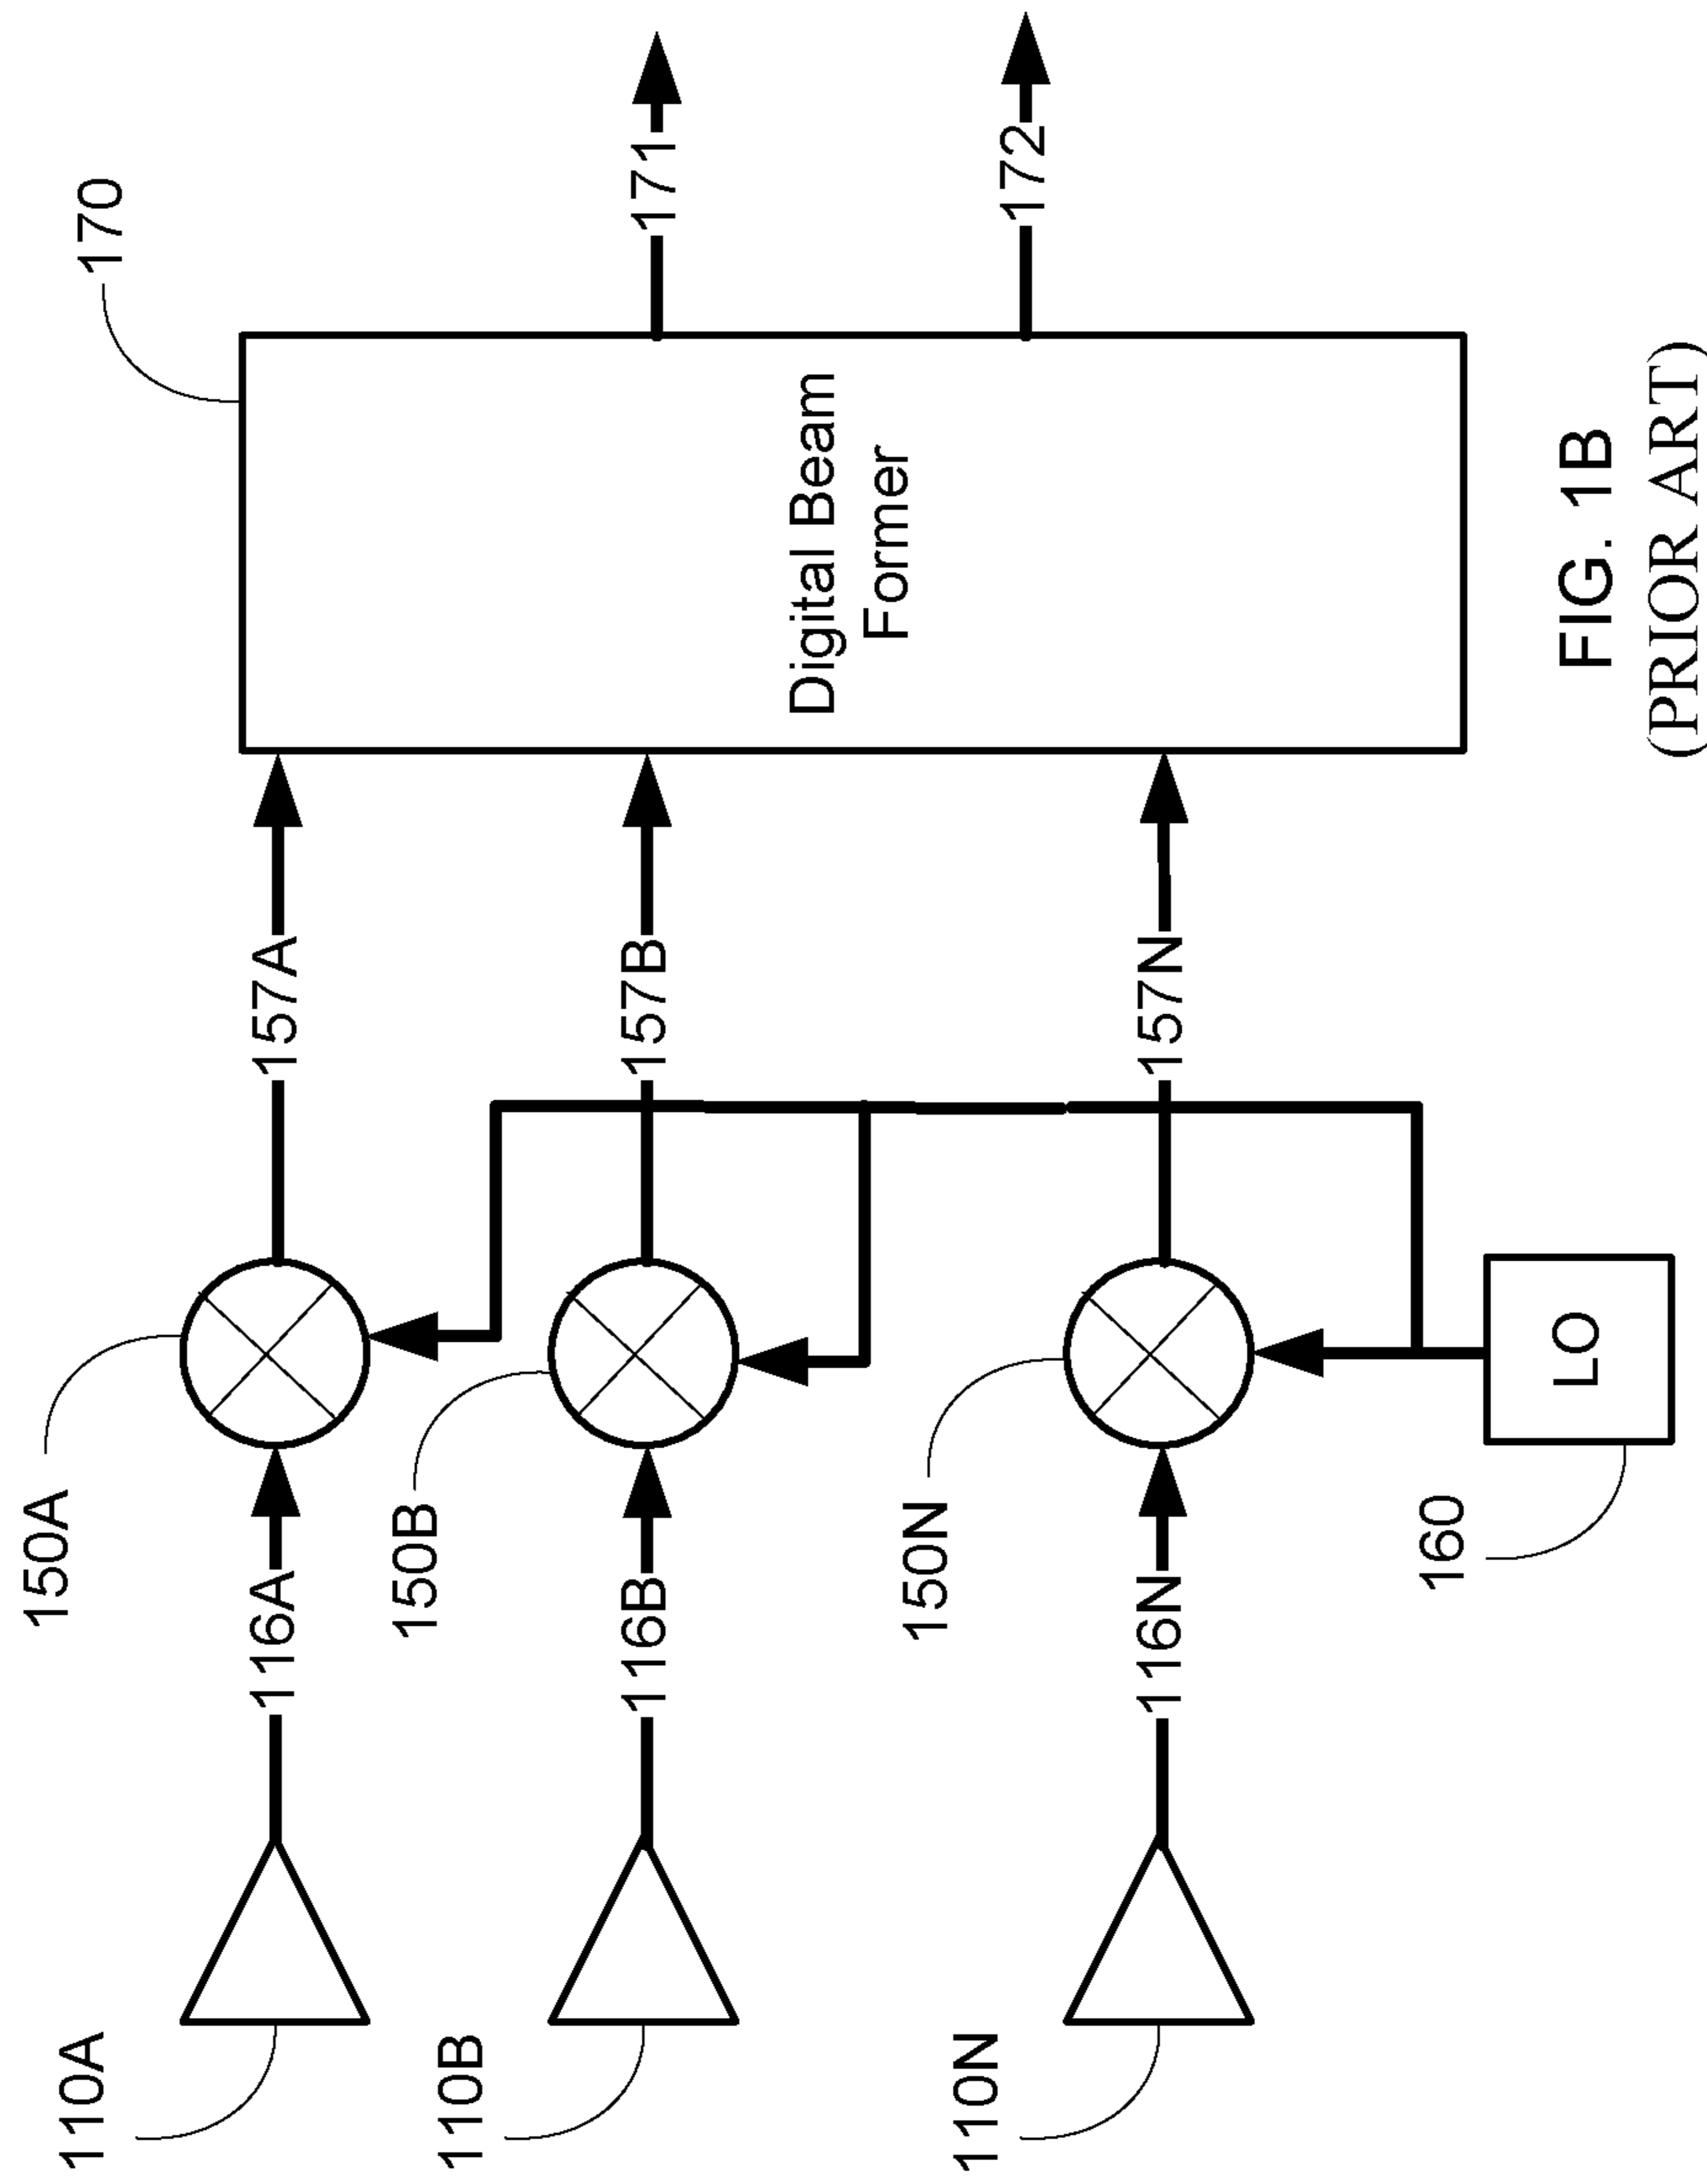 150A
110A
116A
157A
170
150B
110B
116B
157B
171
Digital Beam
Former
150N
110N
116N
157N
172
160
LO
FIG. 1B
(PRIOR ART)